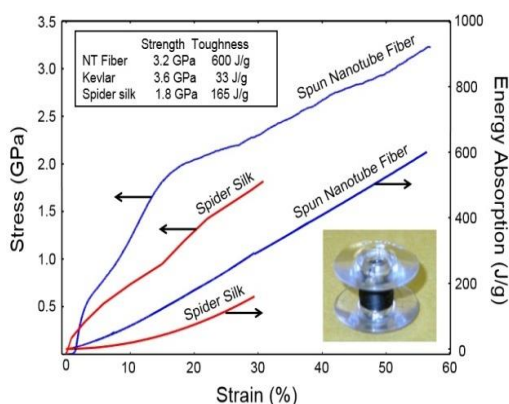 3.5
3.0
2.5
2.0
1.5
1.0
0.5
Stress (GPa)
Strength Toughness
NT Fiber 3.2 GPa 600 J/g
Kevlar 3.6 GPa 33 J/g
Spider silk 1.8 GPa 165 J/g
Spun Nanotube Fiber
Spider Silk
Spun Nanotube Fiber
Spider Silk
1000
800
600
400
200
0
Energy Absorption (J/g)
0 10 20 30 40 50 60
Strain (%)